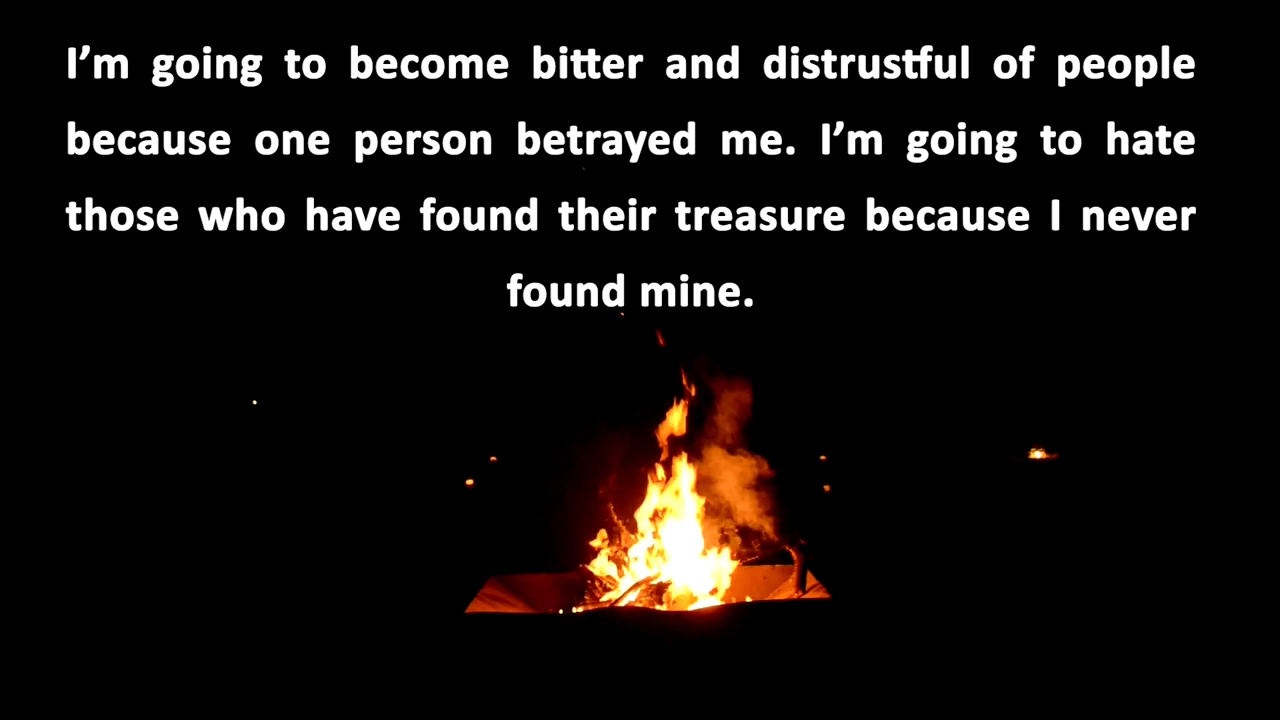 I’m going to become bitter and distrustful of people
because one person betrayed me. I’m going to hate
those who have found their treasure because I never
found mine.